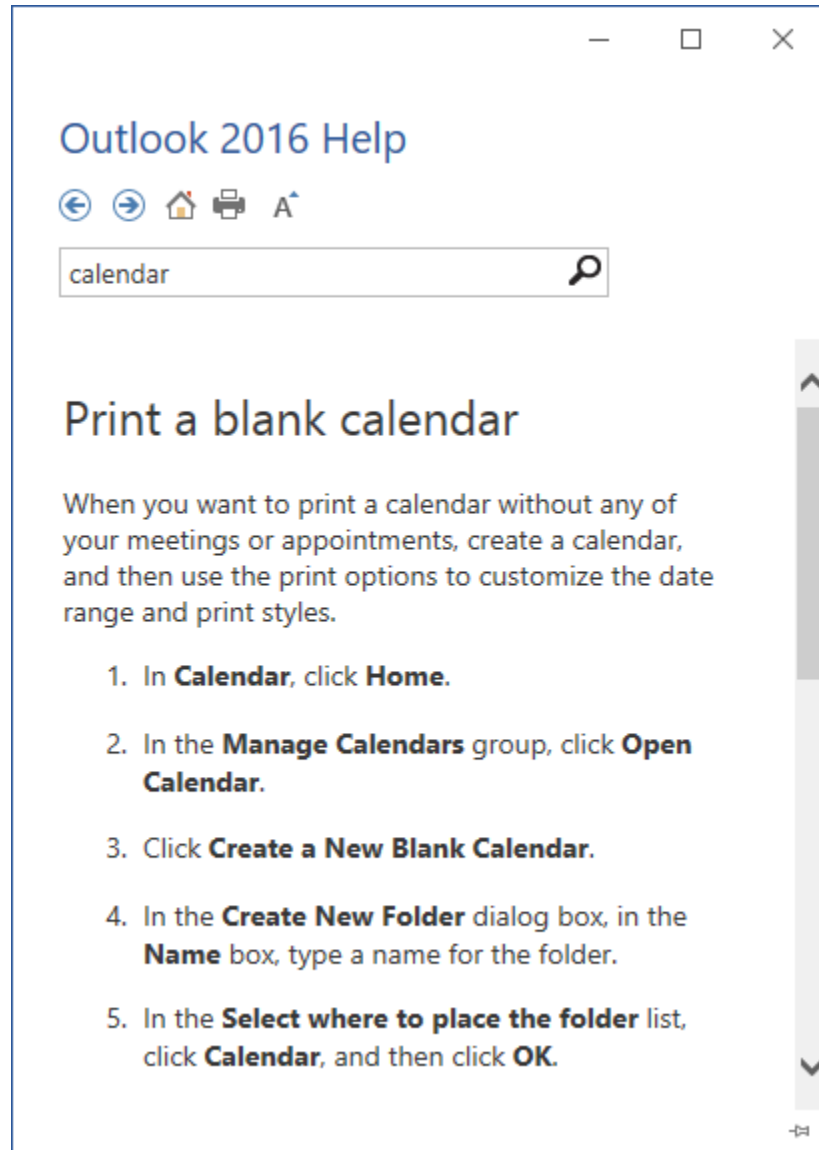 Outlook 2016 Help
A
calendar
Print a blank calendar
When you want to print a calendar without any of
your meetings or appointments, create a calendar,
and then use the print options to customize the date
range and print styles.
1. In Calendar, click Home.
2. In the Manage Calendars group, click Open
Calendar.
3. Click Create a New Blank Calendar.
4. In the Create New Folder dialog box, in the
Name box, type a name for the folder.
5. In the Select where to place the folder list,
click Calendar, and then click OK.